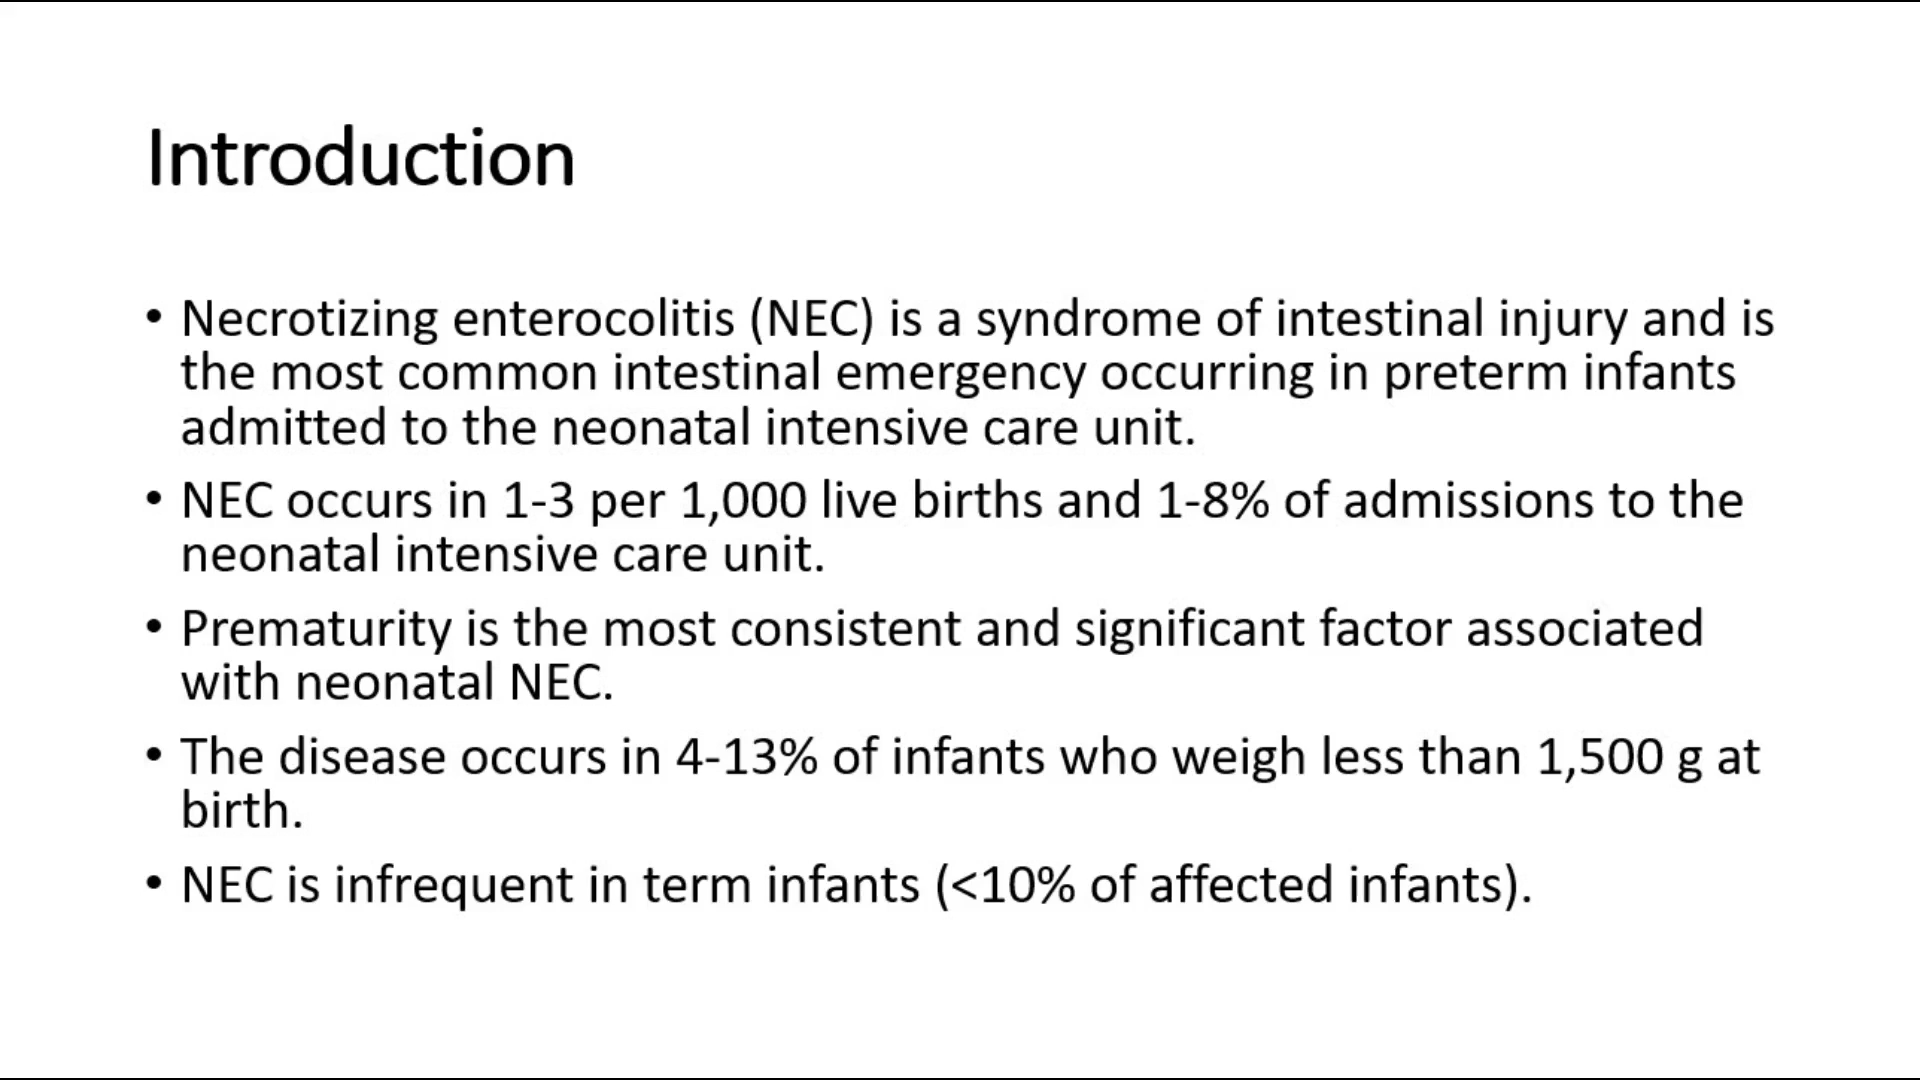 Introduction
• Necrotizing enterocolitis (NEC) is a syndrome of intestinal injury and is
the most common intestinal emergency occurring in preterm infants
admitted to the neonatal intensive care unit.
• NEC occurs in 1-3 per 1,000 live births and 1-8% of admissions to the
neonatal intensive care unit.
• Prematurity is the most consistent and significant factor associated
with neonatal NEC.
• The disease occurs in 4-13% of infants who weigh less than 1,500 g at
birth.
• NEC is infrequent in term infants (<10% of affected infants).